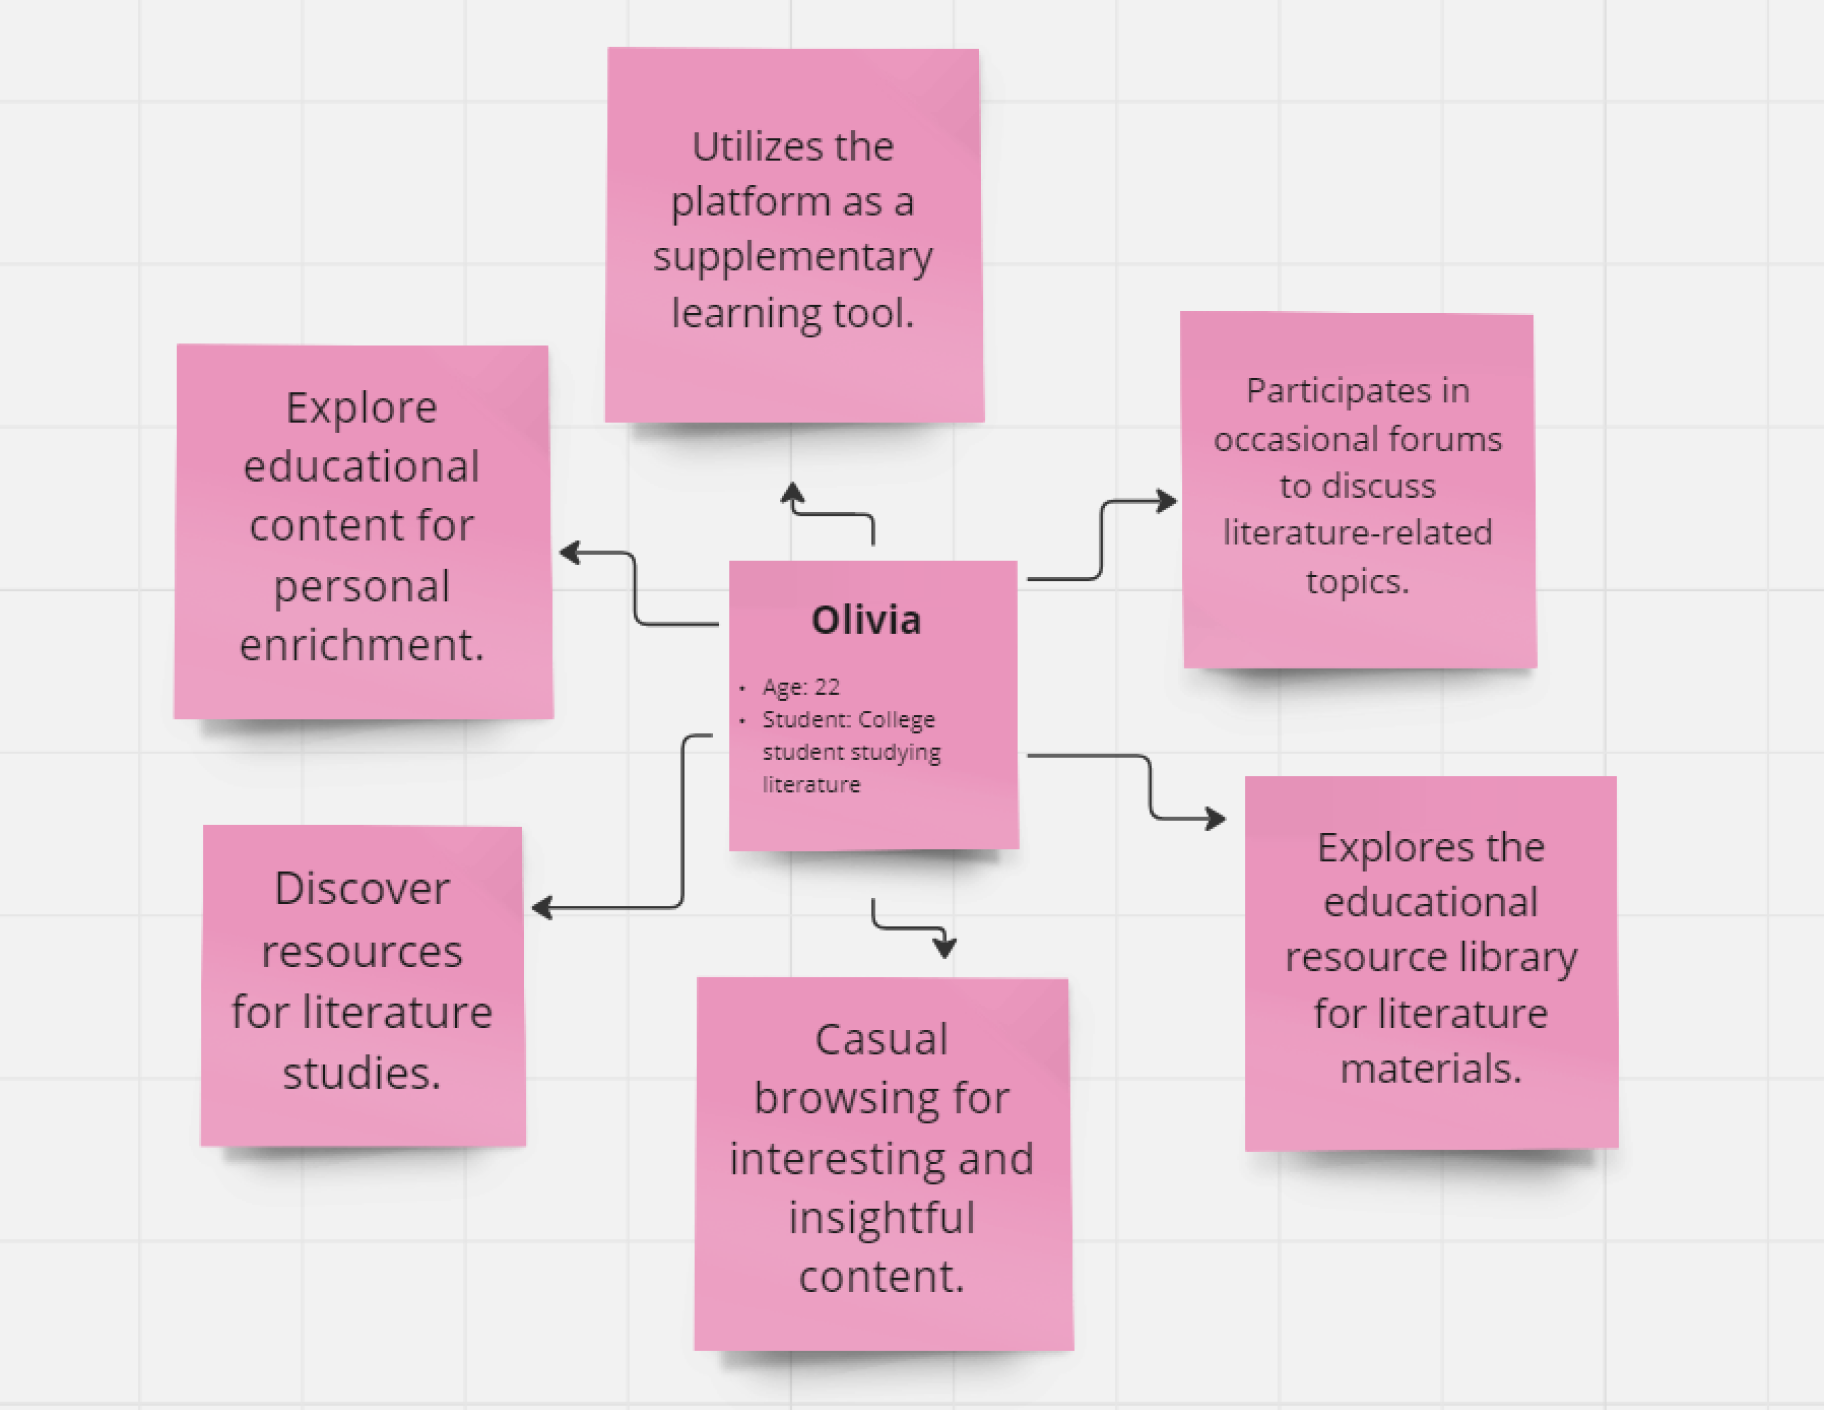 Utilizes the
platform as a
supplementary
learning tool.
Explore
educational
content for
personal
enrichment.
Participates in
occasional forums
to discuss
literature-related
topics.
Olivia
• Age: 22
• Student: College
student studying
literature
Discover
resources
for literature
studies.
Explores the
educational
resource library
for literature
materials.
Casual
browsing for
interesting and
insightful
content.